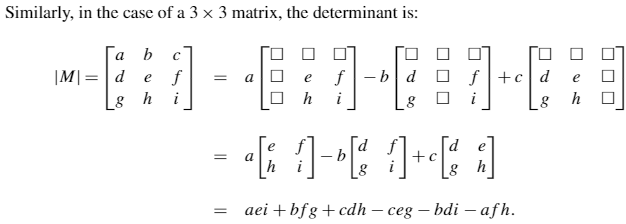 Similarly, in the case of a 3 × 3 matrix, the determinant is:
|M| = [a b c; d e f; g h i] = a [□ □ □; □ e f; □ h i] − b [□ □ □; d □ f; g □ i] + c [□ □ □; d e □; g h □]
= a [e f; h i] − b [d f; g i] + c [d e; g h]
= aei + bfg + cdh − ceg − bdi − afh.